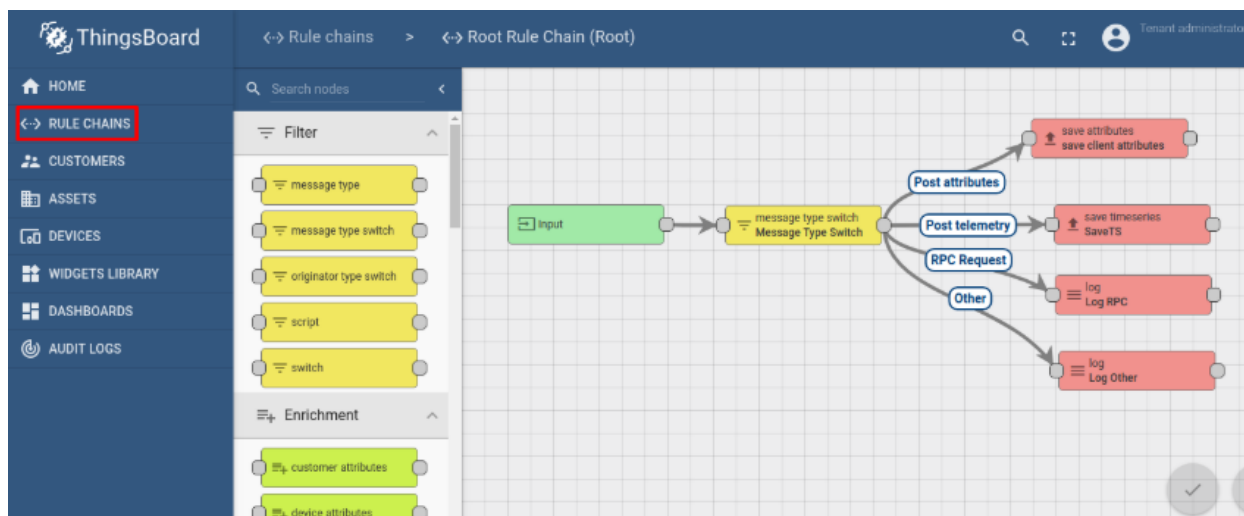 ThingsBoard
Rule chains > Root Rule Chain (Root)
Tenant administrato
HOME
RULE CHAINS
CUSTOMERS
ASSETS
DEVICES
WIDGETS LIBRARY
DASHBOARDS
AUDIT LOGS
Search nodes
Filter
message type
message type switch
originator type switch
script
switch
Enrichment
customer attributes
device attributes
Input
message type switch
Message Type Switch
Post attributes
Post telemetry
RPC Request
Other
save attributes
save client attributes
save timeseries
SaveTS
log
Log RPC
log
Log Other